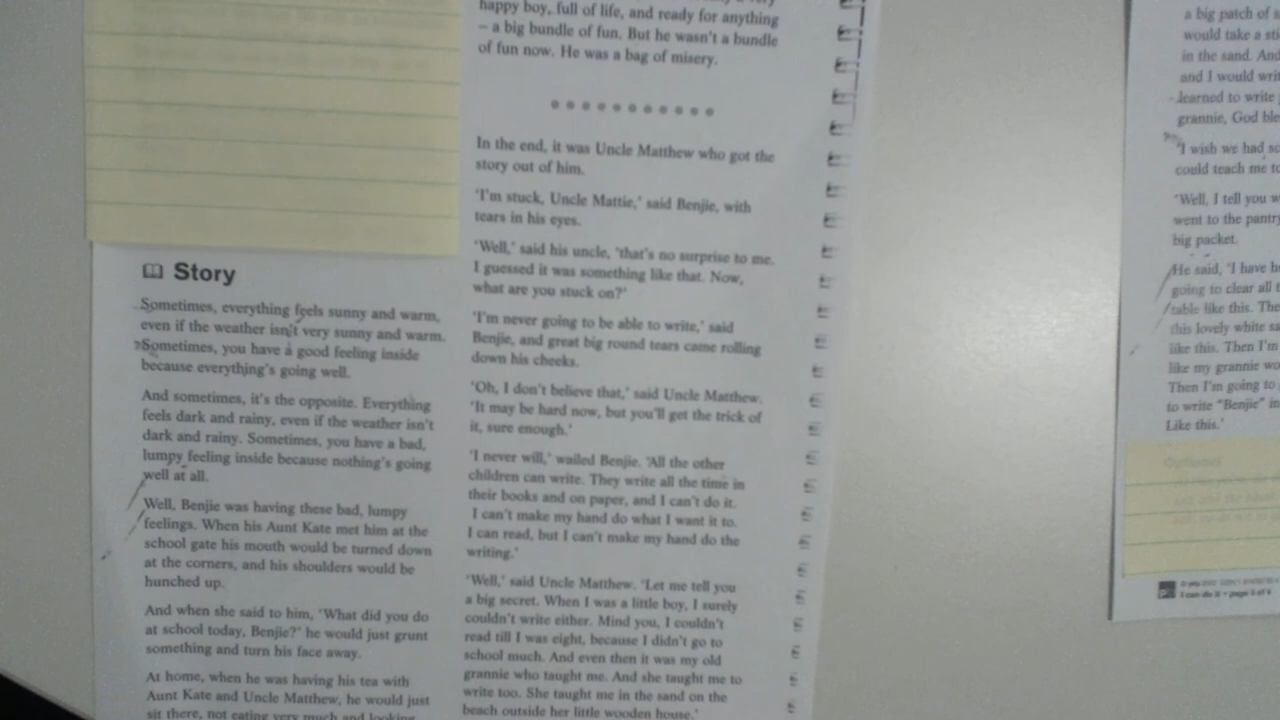 Story
Sometimes, everything feels sunny and warm,
even if the weather isn't very sunny and warm.
Sometimes, you have a good feeling inside
because everything's going well.
And sometimes, it's the opposite. Everything
feels dark and rainy, even if the weather isn't
dark and rainy. Sometimes, you have a bad,
lumpy feeling inside because nothing's going
well at all.
Well, Benjie was having these bad, lumpy
feelings. When his Aunt Kate met him at the
school gate his mouth would be turned down
at the corners, and his shoulders would be
hunched up.
And when she said to him, 'What did you do
at school today, Benjie?' he would just grunt
something and turn his face away.
At home, when he was having his tea with
Aunt Kate and Uncle Matthew, he would just
sit there, not eating very much and looking
happy boy, full of life, and ready for anything
– a big bundle of fun. But he wasn't a bundle
of fun now. He was a bag of misery.
In the end, it was Uncle Matthew who got the
story out of him.
'I'm stuck, Uncle Mattie,' said Benjie, with
tears in his eyes.
'Well,' said his uncle, 'that's no surprise to me.
I guessed it was something like that. Now,
what are you stuck on?'
'I'm never going to be able to write,' said
Benjie, and great big round tears came rolling
down his cheeks.
'Oh, I don't believe that,' said Uncle Matthew.
'It may be hard now, but you'll get the trick of
it, sure enough.'
'I never will,' wailed Benjie. 'All the other
children can write. They write all the time in
their books and on paper, and I can't do it.
I can't make my hand do what I want it to.
I can read, but I can't make my hand do the
writing.'
'Well,' said Uncle Matthew. 'Let me tell you
a big secret. When I was a little boy, I surely
couldn't write either. Mind you, I couldn't
read till I was eight, because I didn't go to
school much. And even then it was my old
grannie who taught me. And she taught me to
write too. She taught me in the sand on the
beach outside her little wooden house.'
a big patch of
would take a
in the sand. And
and I would
learned to write
grannie, God
'I wish we had
could teach me
'Well, I tell you
went to the pantry
big packet.
He said, 'I have
going to clear all
table like this.
this lovely white
like this. Then I'm
like my grannie
Then I'm going to
to write "Benjie" in
Like this.'
I can do it • page 3 of 4